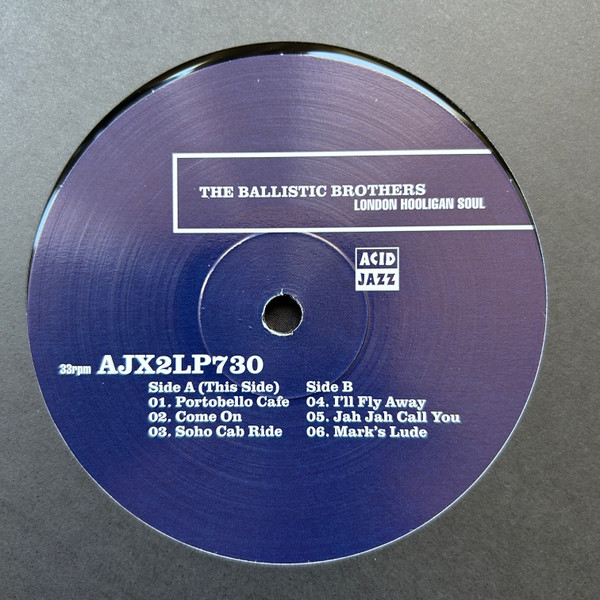 THE BALLISTIC BROTHERS
LONDON HOOLIGAN SOUL
ACID
JAZZ
33rpm AJX2LP730
Side A (This Side)
01. Portobello Cafe
02. Come On
03. Soho Cab Ride
Side B
04. I'll Fly Away
05. Jah Jah Call You
06. Mark's Lude